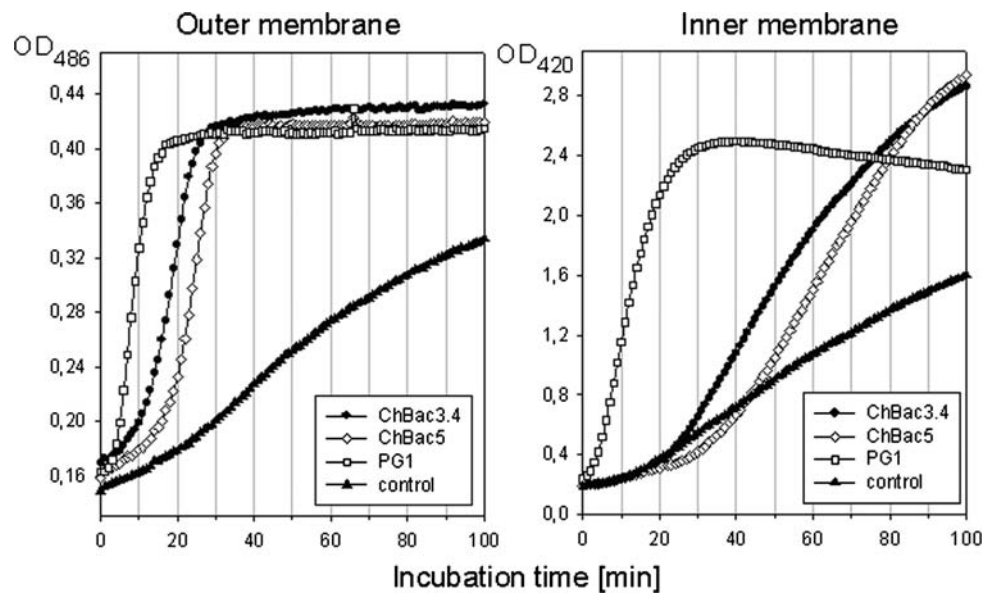 Outer membrane
Inner membrane
OD486
OD420
0,44
0,40
0,36
0,32
0,28
0,24
0,20
0,16
2,8
2,4
2,0
1,6
1,2
0,8
0,4
0,0
ChBac3.4
ChBac5
PG1
control
ChBac3.4
ChBac5
PG1
control
0 20 40 60 80 100
0 20 40 60 80 100
Incubation time [min]